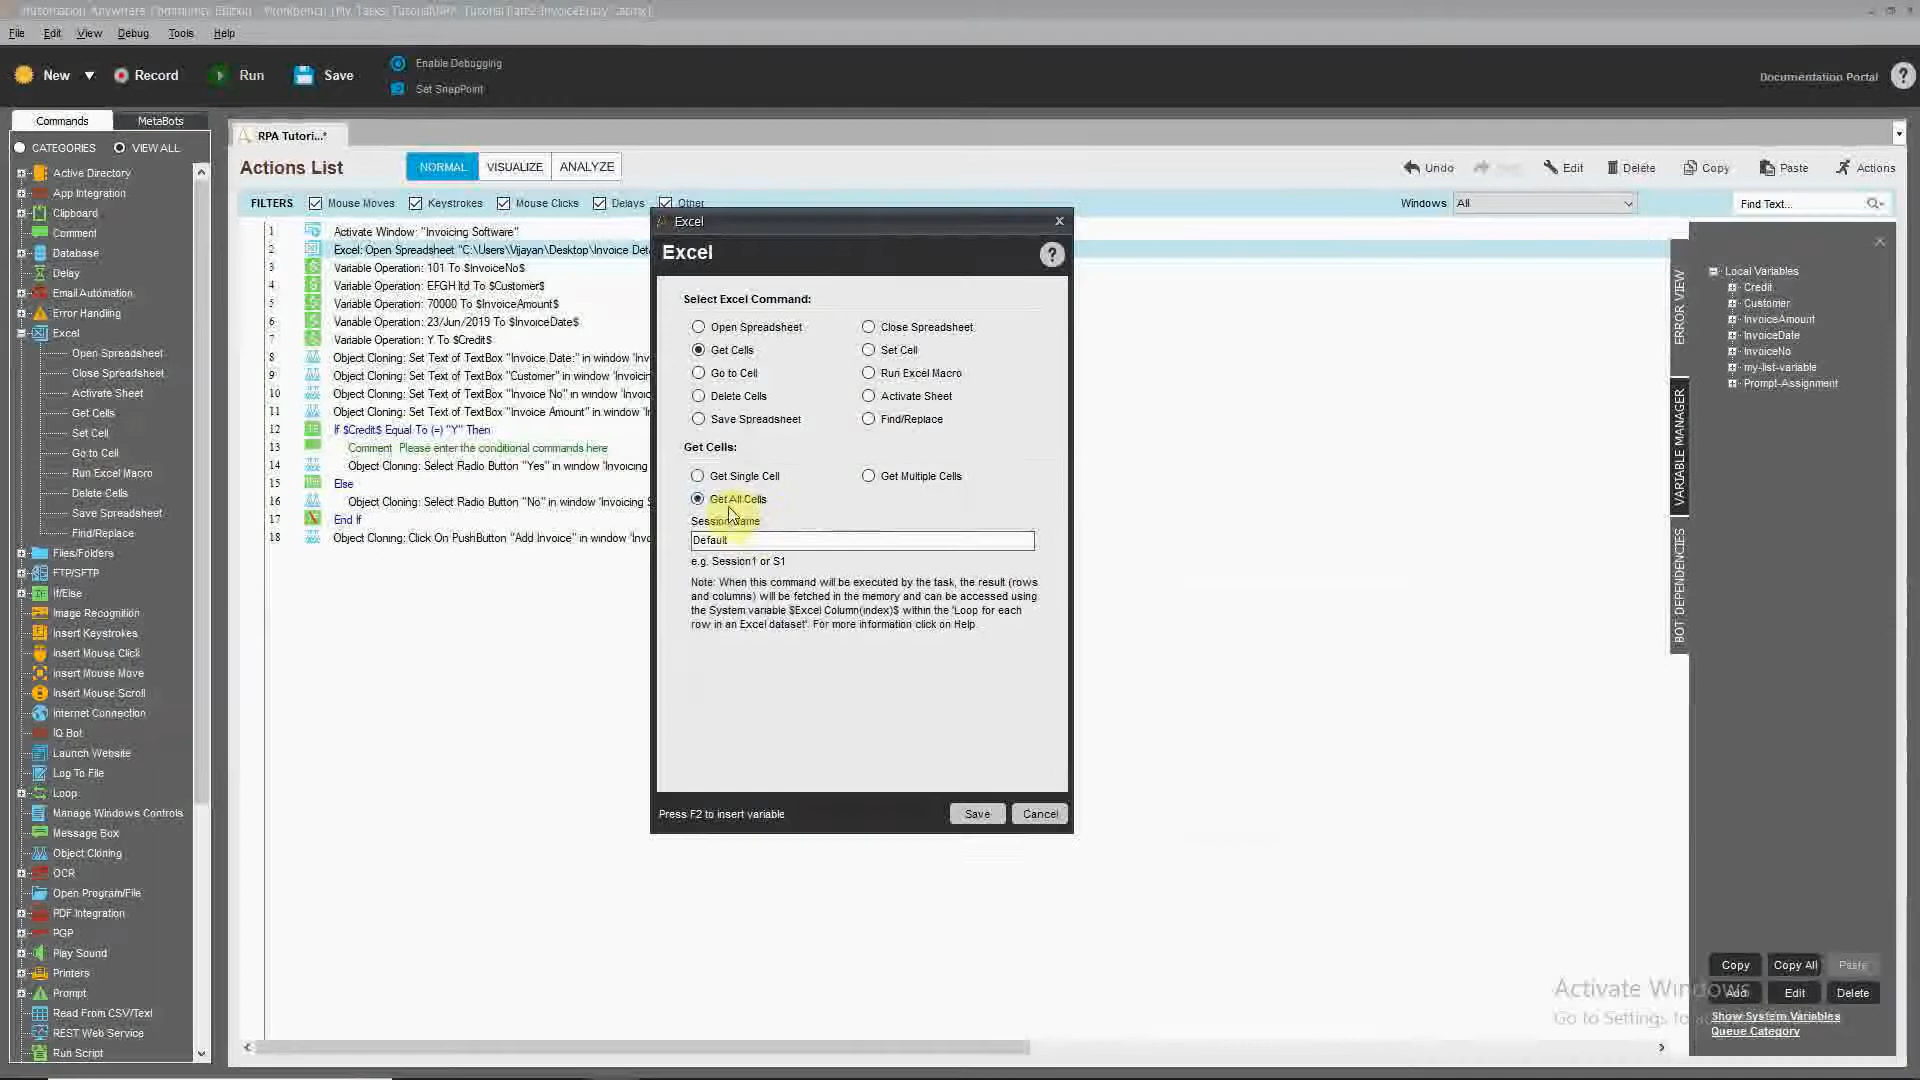 Automation Anywhere Community Edition - Workbench [My Tasks\Tutorial\RPA Tutorial
File Edit View Debug Tools Help
New Record Run Save
Enable Debugging
Set SnapPoint
Documentation Portal
Commands MetaBots
CATEGORIES VIEW ALL
Active Directory
App Integration
Clipboard
Comment
Database
Delay
Email Automation
Error Handling
Excel
Open Spreadsheet
Close Spreadsheet
Activate Sheet
Get Cells
Set Cell
Go to Cell
Run Excel Macro
Delete Cells
Save Spreadsheet
Find/Replace
Files/Folders
FTP/SFTP
If/Else
Image Recognition
Insert Keystrokes
Insert Mouse Click
Insert Mouse Move
Insert Mouse Scroll
Internet Connection
IQ Bot
Launch Website
Log To File
Loop
Manage Windows Controls
Message Box
Object Cloning
OCR
Open Program/File
PDF Integration
PGP
Play Sound
Printers
Prompt
Read From CSV/Text
REST Web Service
Run Script
RPA Tutori...*
Actions List NORMAL VISUALIZE ANALYZE
Undo Edit Delete Copy Paste Actions
FILTERS Mouse Moves Keystrokes Mouse Clicks Delays Other
Windows All Find Text...
1 Activate Window: "Invoicing Software"
2 Excel: Open Spreadsheet "C:\Users\Vijayan\Desktop\Invoice Det
3 Variable Operation: 101 To $InvoiceNo$
4 Variable Operation: EFGH ltd To $Customer$
5 Variable Operation: 70000 To $InvoiceAmount$
6 Variable Operation: 23/Jun/2019 To $InvoiceDate$
7 Variable Operation: Y To $Credit$
8 Object Cloning: Set Text of TextBox "Invoice Date:" in window 'Inv
9 Object Cloning: Set Text of TextBox "Customer" in window 'Invoicin
10 Object Cloning: Set Text of TextBox "Invoice No" in window 'Invoic
11 Object Cloning: Set Text of TextBox "Invoice Amount" in window 'I
12 If $Credit$ Equal To (=) "Y" Then
13 Comment Please enter the conditional commands here
14 Object Cloning: Select Radio Button "Yes" in window 'Invoicing
15 Else
16 Object Cloning: Select Radio Button "No" in window 'Invoicing S
17 End If
18 Object Cloning: Click On PushButton "Add Invoice" in window 'Invo
Excel
Excel
Select Excel Command:
Open Spreadsheet Close Spreadsheet
Get Cells Set Cell
Go to Cell Run Excel Macro
Delete Cells Activate Sheet
Save Spreadsheet Find/Replace
Get Cells:
Get Single Cell Get Multiple Cells
Get All Cells
Session Name
Default
e.g. Session1 or S1
Note: When this command will be executed by the task, the result (rows
and columns) will be fetched in the memory and can be accessed using
the System variable $Excel Column(index)$ within the 'Loop for each
row in an Excel dataset'. For more information click on Help.
Press F2 to insert variable Save Cancel
ERROR VIEW
VARIABLE MANAGER
BOT DEPENDENCIES
Local Variables
Credit
Customer
InvoiceAmount
InvoiceDate
InvoiceNo
my-list-variable
Prompt-Assignment
Copy Copy All Paste
Add Edit Delete
Show System Variables
Queue Category
Activate Windows
Go to Settings to